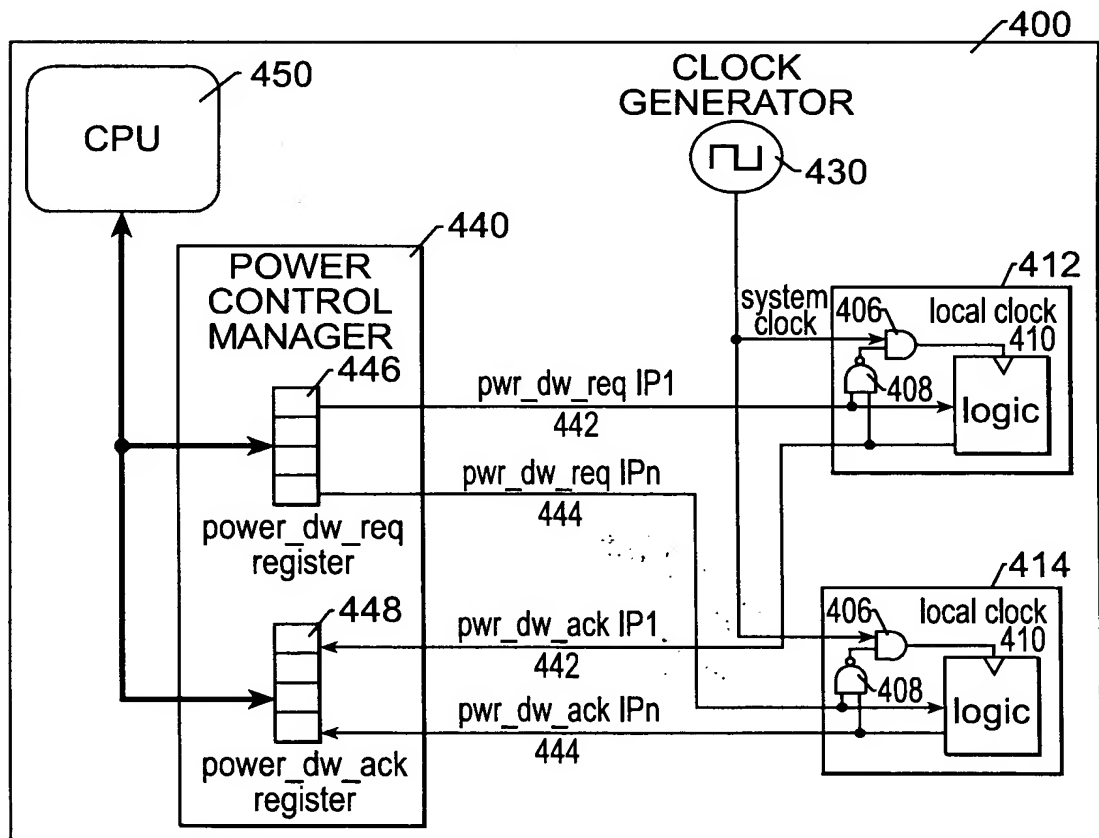 400
450
CPU
CLOCK
GENERATOR
430
440
POWER
CONTROL
MANAGER
446
power_dw_req
register
448
power_dw_ack
register
pwr_dw_req IP1
442
pwr_dw_req IPn
444
pwr_dw_ack IP1
442
pwr_dw_ack IPn
444
system
clock
412
406
local clock
410
408
logic
414
406
local clock
410
408
logic